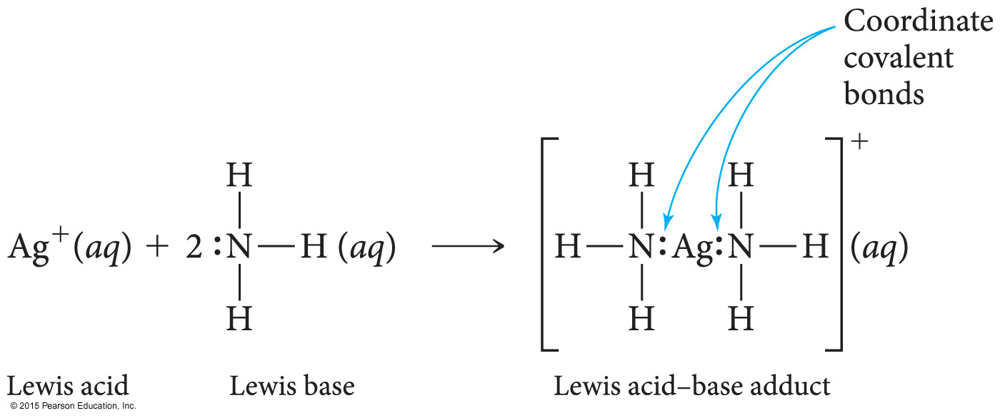 Coordinate
covalent
bonds
+
H H H
Ag⁺(aq) + 2 :N—H (aq) ⟶ [H—N:Ag:N—H] (aq)
H H H
Lewis acid Lewis base Lewis acid–base adduct
© 2015 Pearson Education, Inc.